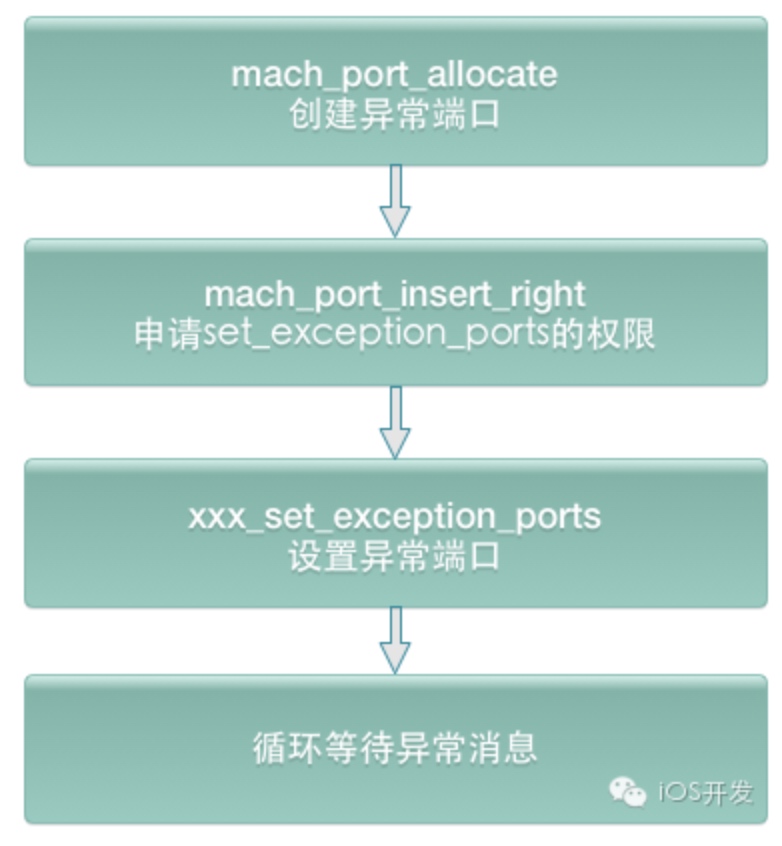 mach_port_allocate
创建异常端口
mach_port_insert_right
申请set_exception_ports的权限
xxx_set_exception_ports
设置异常端口
循环等待异常消息
iOS开发